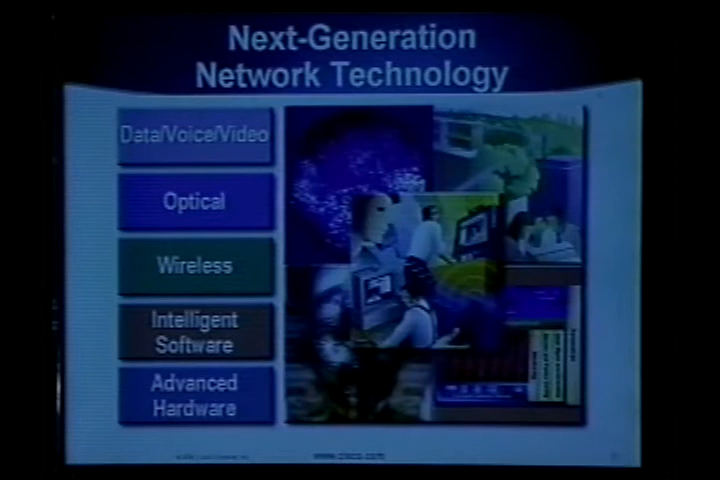 Next-Generation
Network Technology
Data/Voice/Video
Optical
Wireless
Intelligent
Software
Advanced
Hardware
www.cisco.com